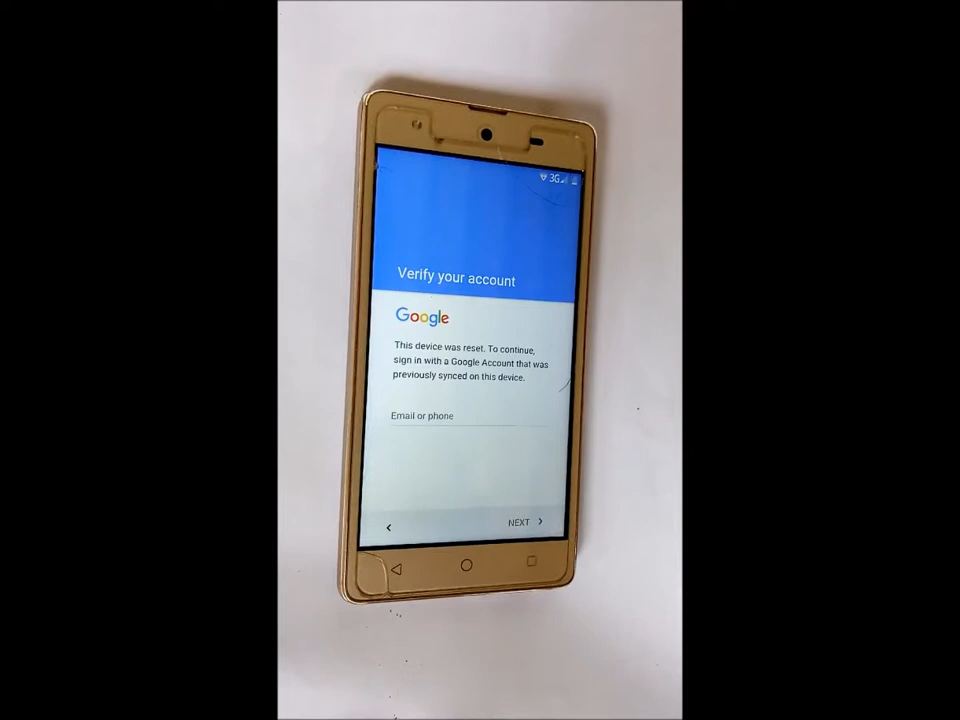 3G
Verify your account
Google
This device was reset. To continue,
sign in with a Google Account that was
previously synced on this device.
Email or phone
NEXT